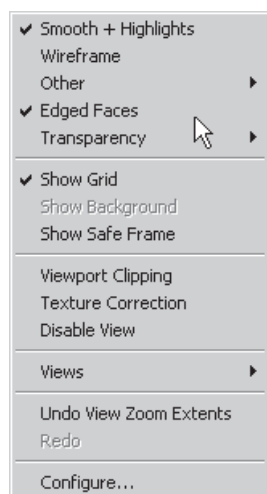 Smooth + Highlights
Wireframe
Other
Edged Faces
Transparency
Show Grid
Show Background
Show Safe Frame
Viewport Clipping
Texture Correction
Disable View
Views
Undo View Zoom Extents
Redo
Configure...